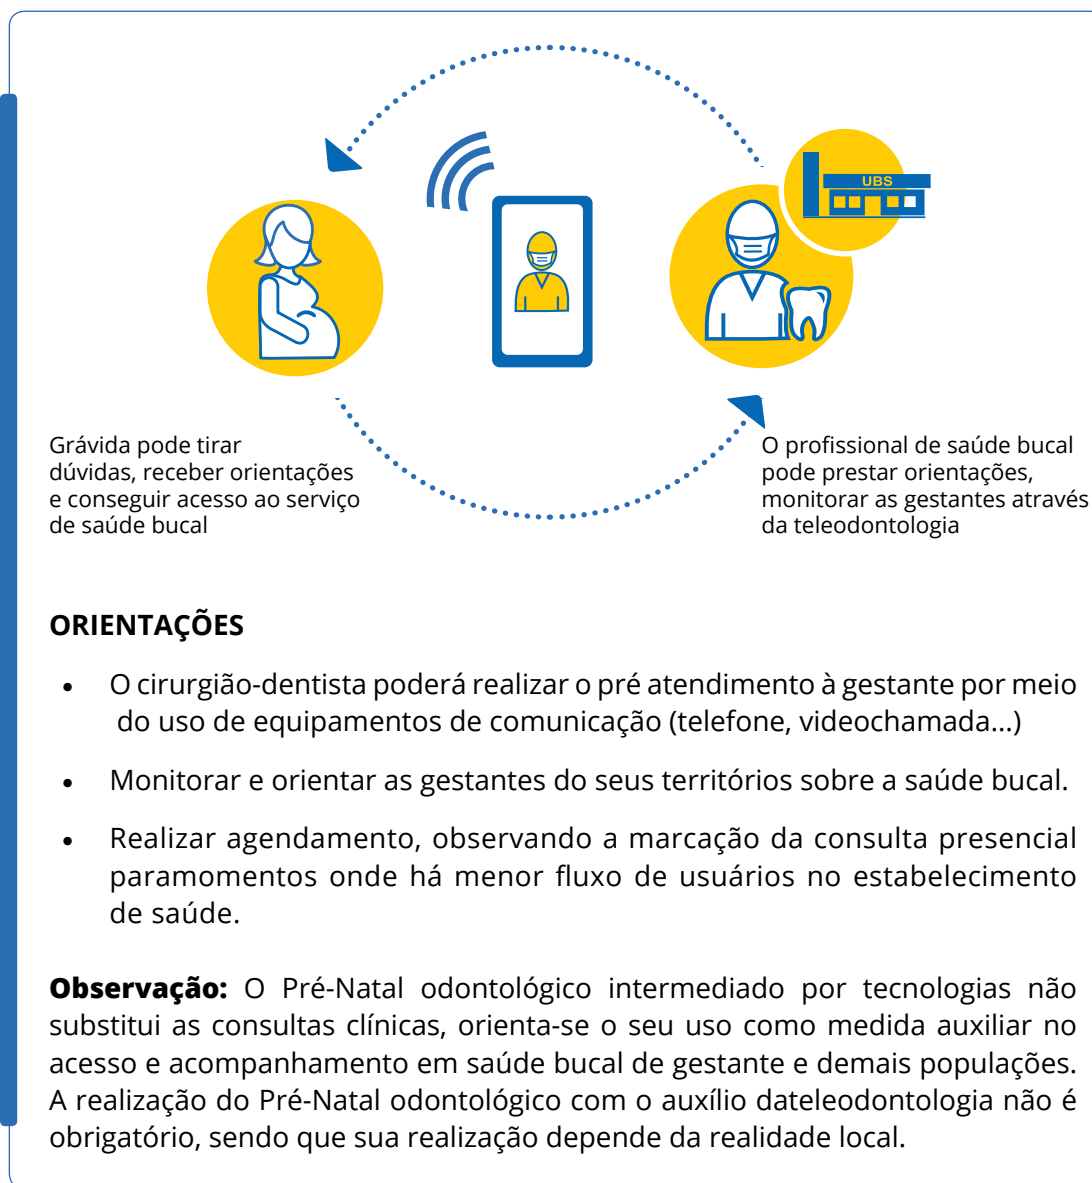 UBS
Grávida pode tirar
dúvidas, receber orientações
e conseguir acesso ao serviço
de saúde bucal
O profissional de saúde bucal
pode prestar orientações,
monitorar as gestantes através
da teleodontologia
ORIENTAÇÕES
• O cirurgião-dentista poderá realizar o pré atendimento à gestante por meio
do uso de equipamentos de comunicação (telefone, videochamada...)
• Monitorar e orientar as gestantes do seus territórios sobre a saúde bucal.
• Realizar agendamento, observando a marcação da consulta presencial
paramomentos onde há menor fluxo de usuários no estabelecimento
de saúde.
Observação: O Pré-Natal odontológico intermediado por tecnologias não
substitui as consultas clínicas, orienta-se o seu uso como medida auxiliar no
acesso e acompanhamento em saúde bucal de gestante e demais populações.
A realização do Pré-Natal odontológico com o auxílio dateleodontologia não é
obrigatório, sendo que sua realização depende da realidade local.